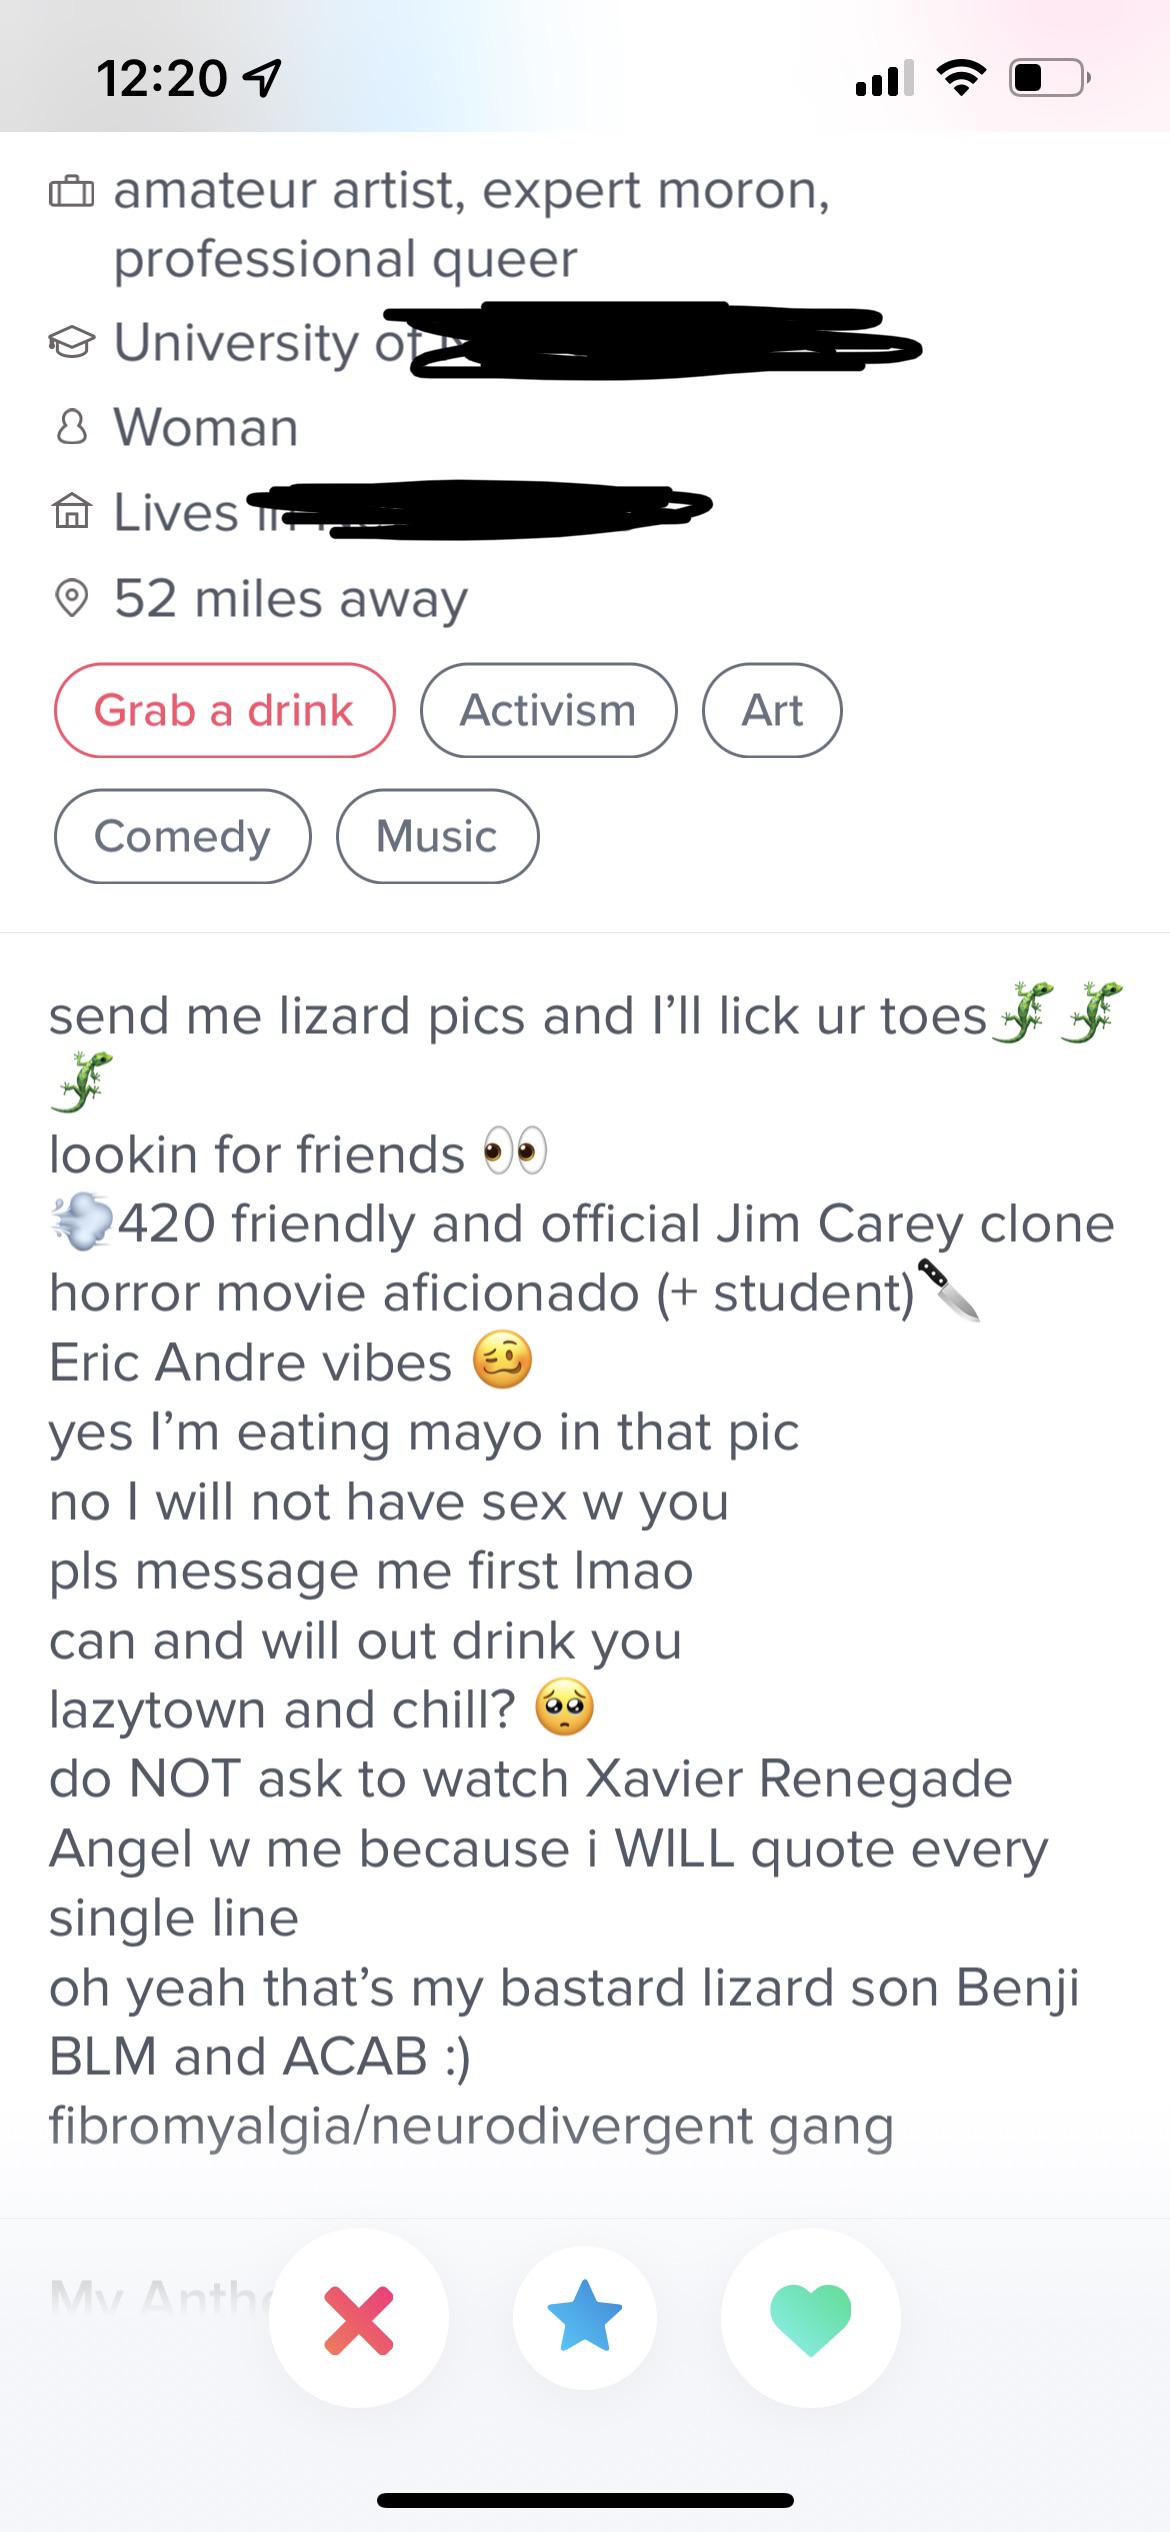 12:20
amateur artist, expert moron,
professional queer
University of
Woman
Lives in
52 miles away
Grab a drink Activism Art
Comedy Music
send me lizard pics and I’ll lick ur toes🦎🦎
🦎
lookin for friends 👀
💨420 friendly and official Jim Carey clone
horror movie aficionado (+ student)🔪
Eric Andre vibes 🥴
yes I’m eating mayo in that pic
no I will not have sex w you
pls message me first lmao
can and will out drink you
lazytown and chill? 🥺
do NOT ask to watch Xavier Renegade
Angel w me because i WILL quote every
single line
oh yeah that’s my bastard lizard son Benji
BLM and ACAB :)
fibromyalgia/neurodivergent gang
My Anth